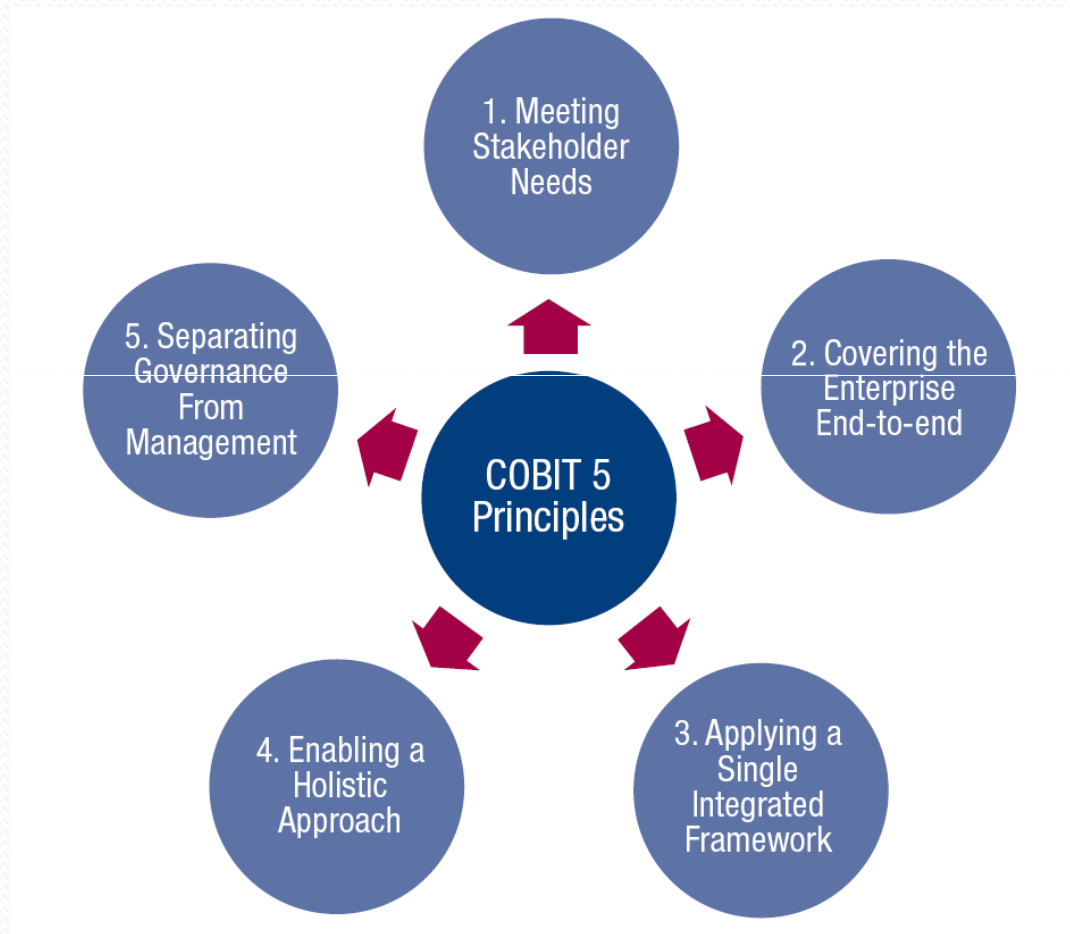 1. Meeting
Stakeholder
Needs
2. Covering the
Enterprise
End-to-end
3. Applying a
Single
Integrated
Framework
4. Enabling a
Holistic
Approach
5. Separating
Governance
From
Management
COBIT 5
Principles